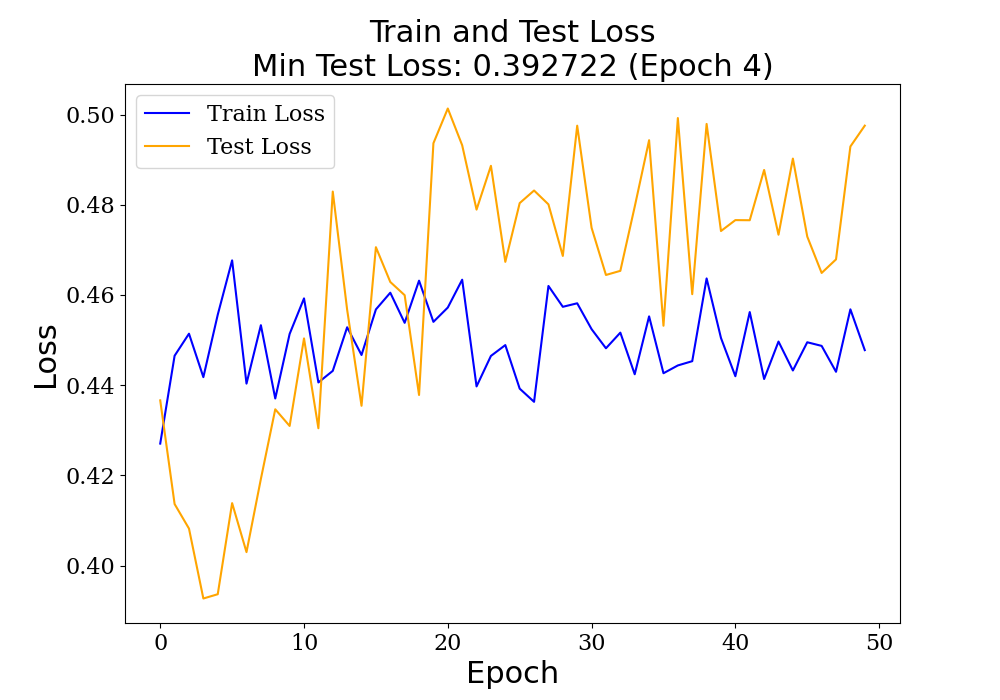 Train and Test Loss
Min Test Loss: 0.392722 (Epoch 4)
Train Loss
Test Loss
0.50
0.48
0.46
0.44
0.42
0.40
Loss
0
10
20
30
40
50
Epoch